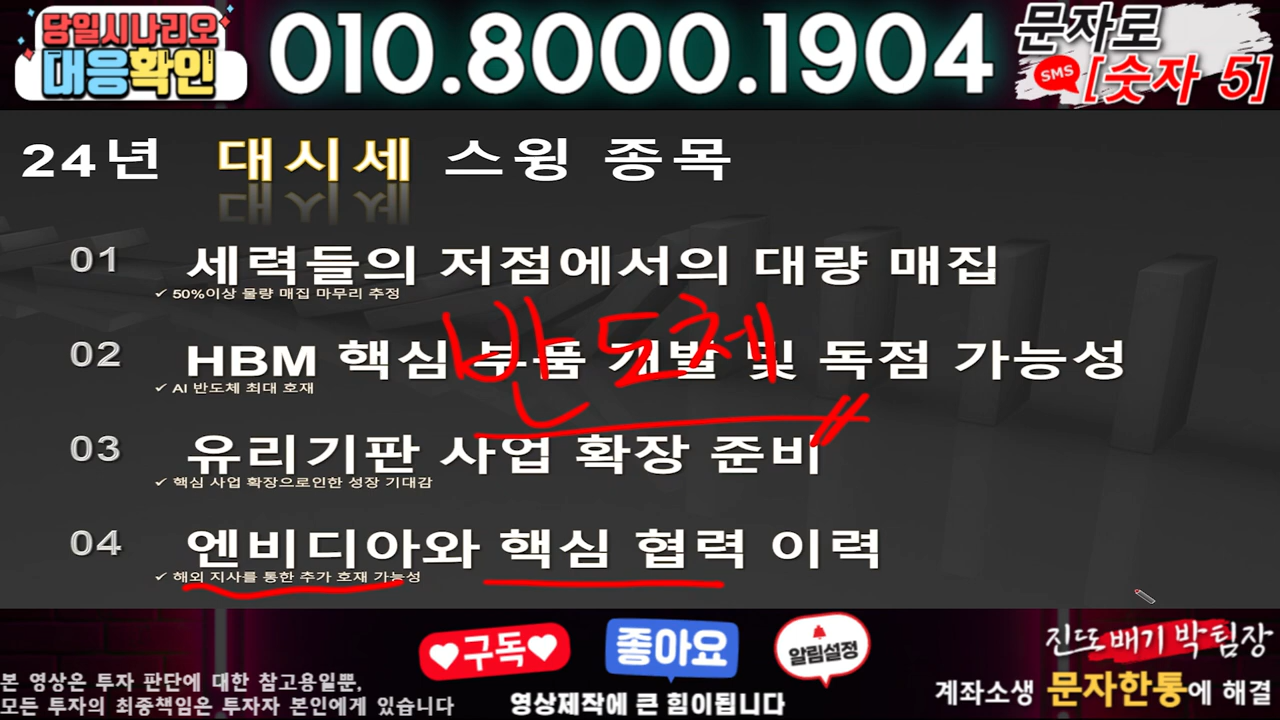 당일시나리오
대응확인
010.8000.1904
문자로
SMS
[숫자 5]
24년 대시세 스윙 종목
01 세력들의 저점에서의 대량 매집
✓ 50%이상 물량 매집 마무리 추정
02 HBM 핵심 부품 개발 및 독점 가능성
반도체
✓ AI 반도체 최대 호재
03 유리기판 사업 확장 준비
✓ 핵심 사업 확장으로인한 성장 기대감
04 엔비디아와 핵심 협력 이력
✓ 해외 지사를 통한 추가 호재 가능성
구독
좋아요
알림설정
영상제작에 큰 힘이됩니다
본 영상은 투자 판단에 대한 참고용일뿐,
모든 투자의 최종책임은 투자자 본인에게 있습니다
진또배기 박팀장
계좌소생 문자한통에 해결